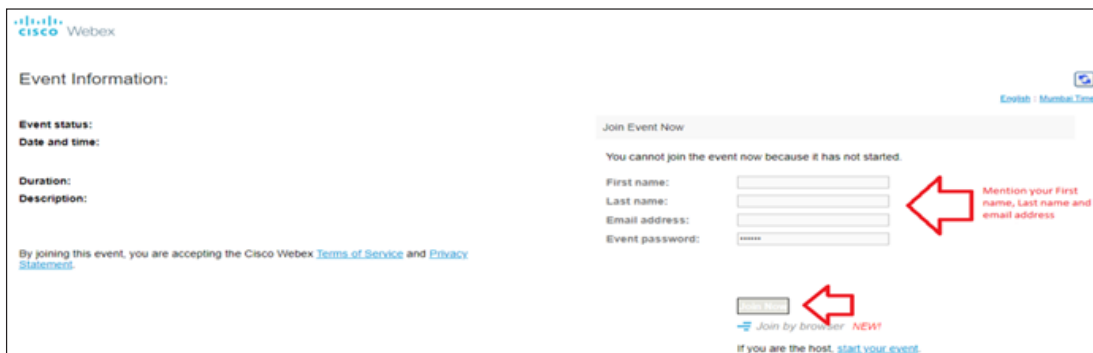 cisco Webex
Event Information:
English : Mumbai Time
Event status:
Date and time:
Duration:
Description:
By joining this event, you are accepting the Cisco Webex Terms of Service and Privacy
Statement.
Join Event Now
You cannot join the event now because it has not started.
First name:
Last name:
Email address:
Event password:
Mention your First
name, Last name and
email address
Join Now
Join by browser NEW!
If you are the host, start your event.